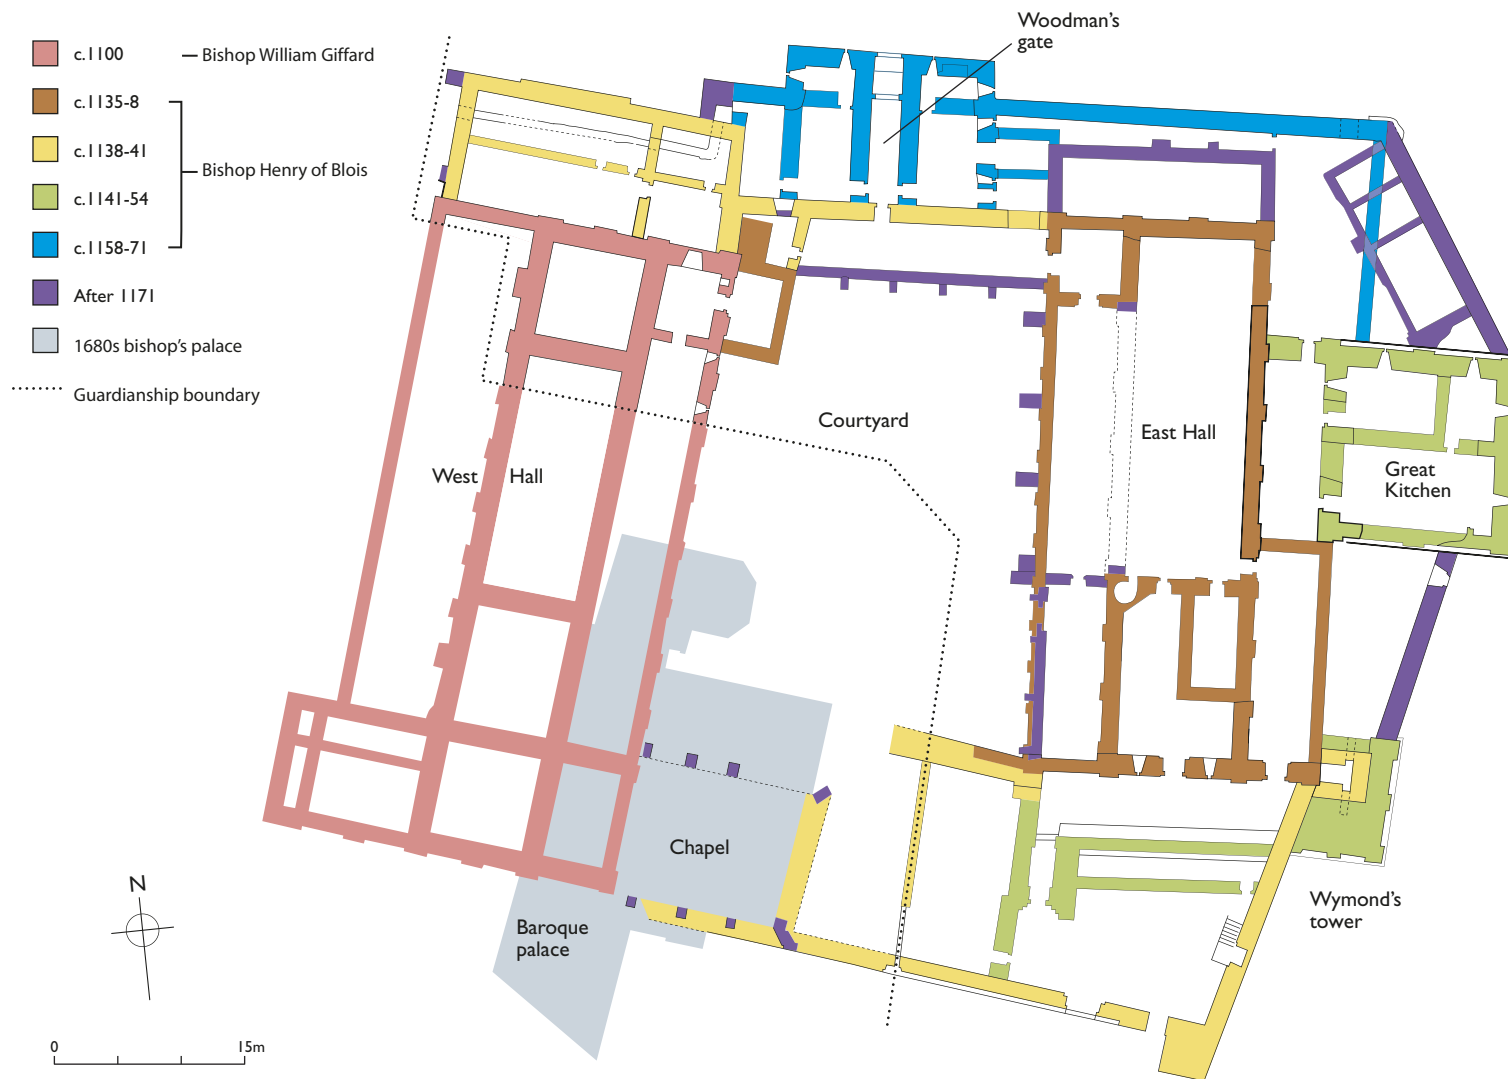 Woodman's
gate
c.1100
Bishop William Giffard
c.1135-8
c.1138-41
Bishop Henry of Blois
c.1141-54
c.1158-71
After 1171
1680s bishop's palace
Guardianship boundary
Courtyard
East Hall
West Hall
Great
Kitchen
Chapel
Baroque
palace
Wymond's
tower
N
0 15m